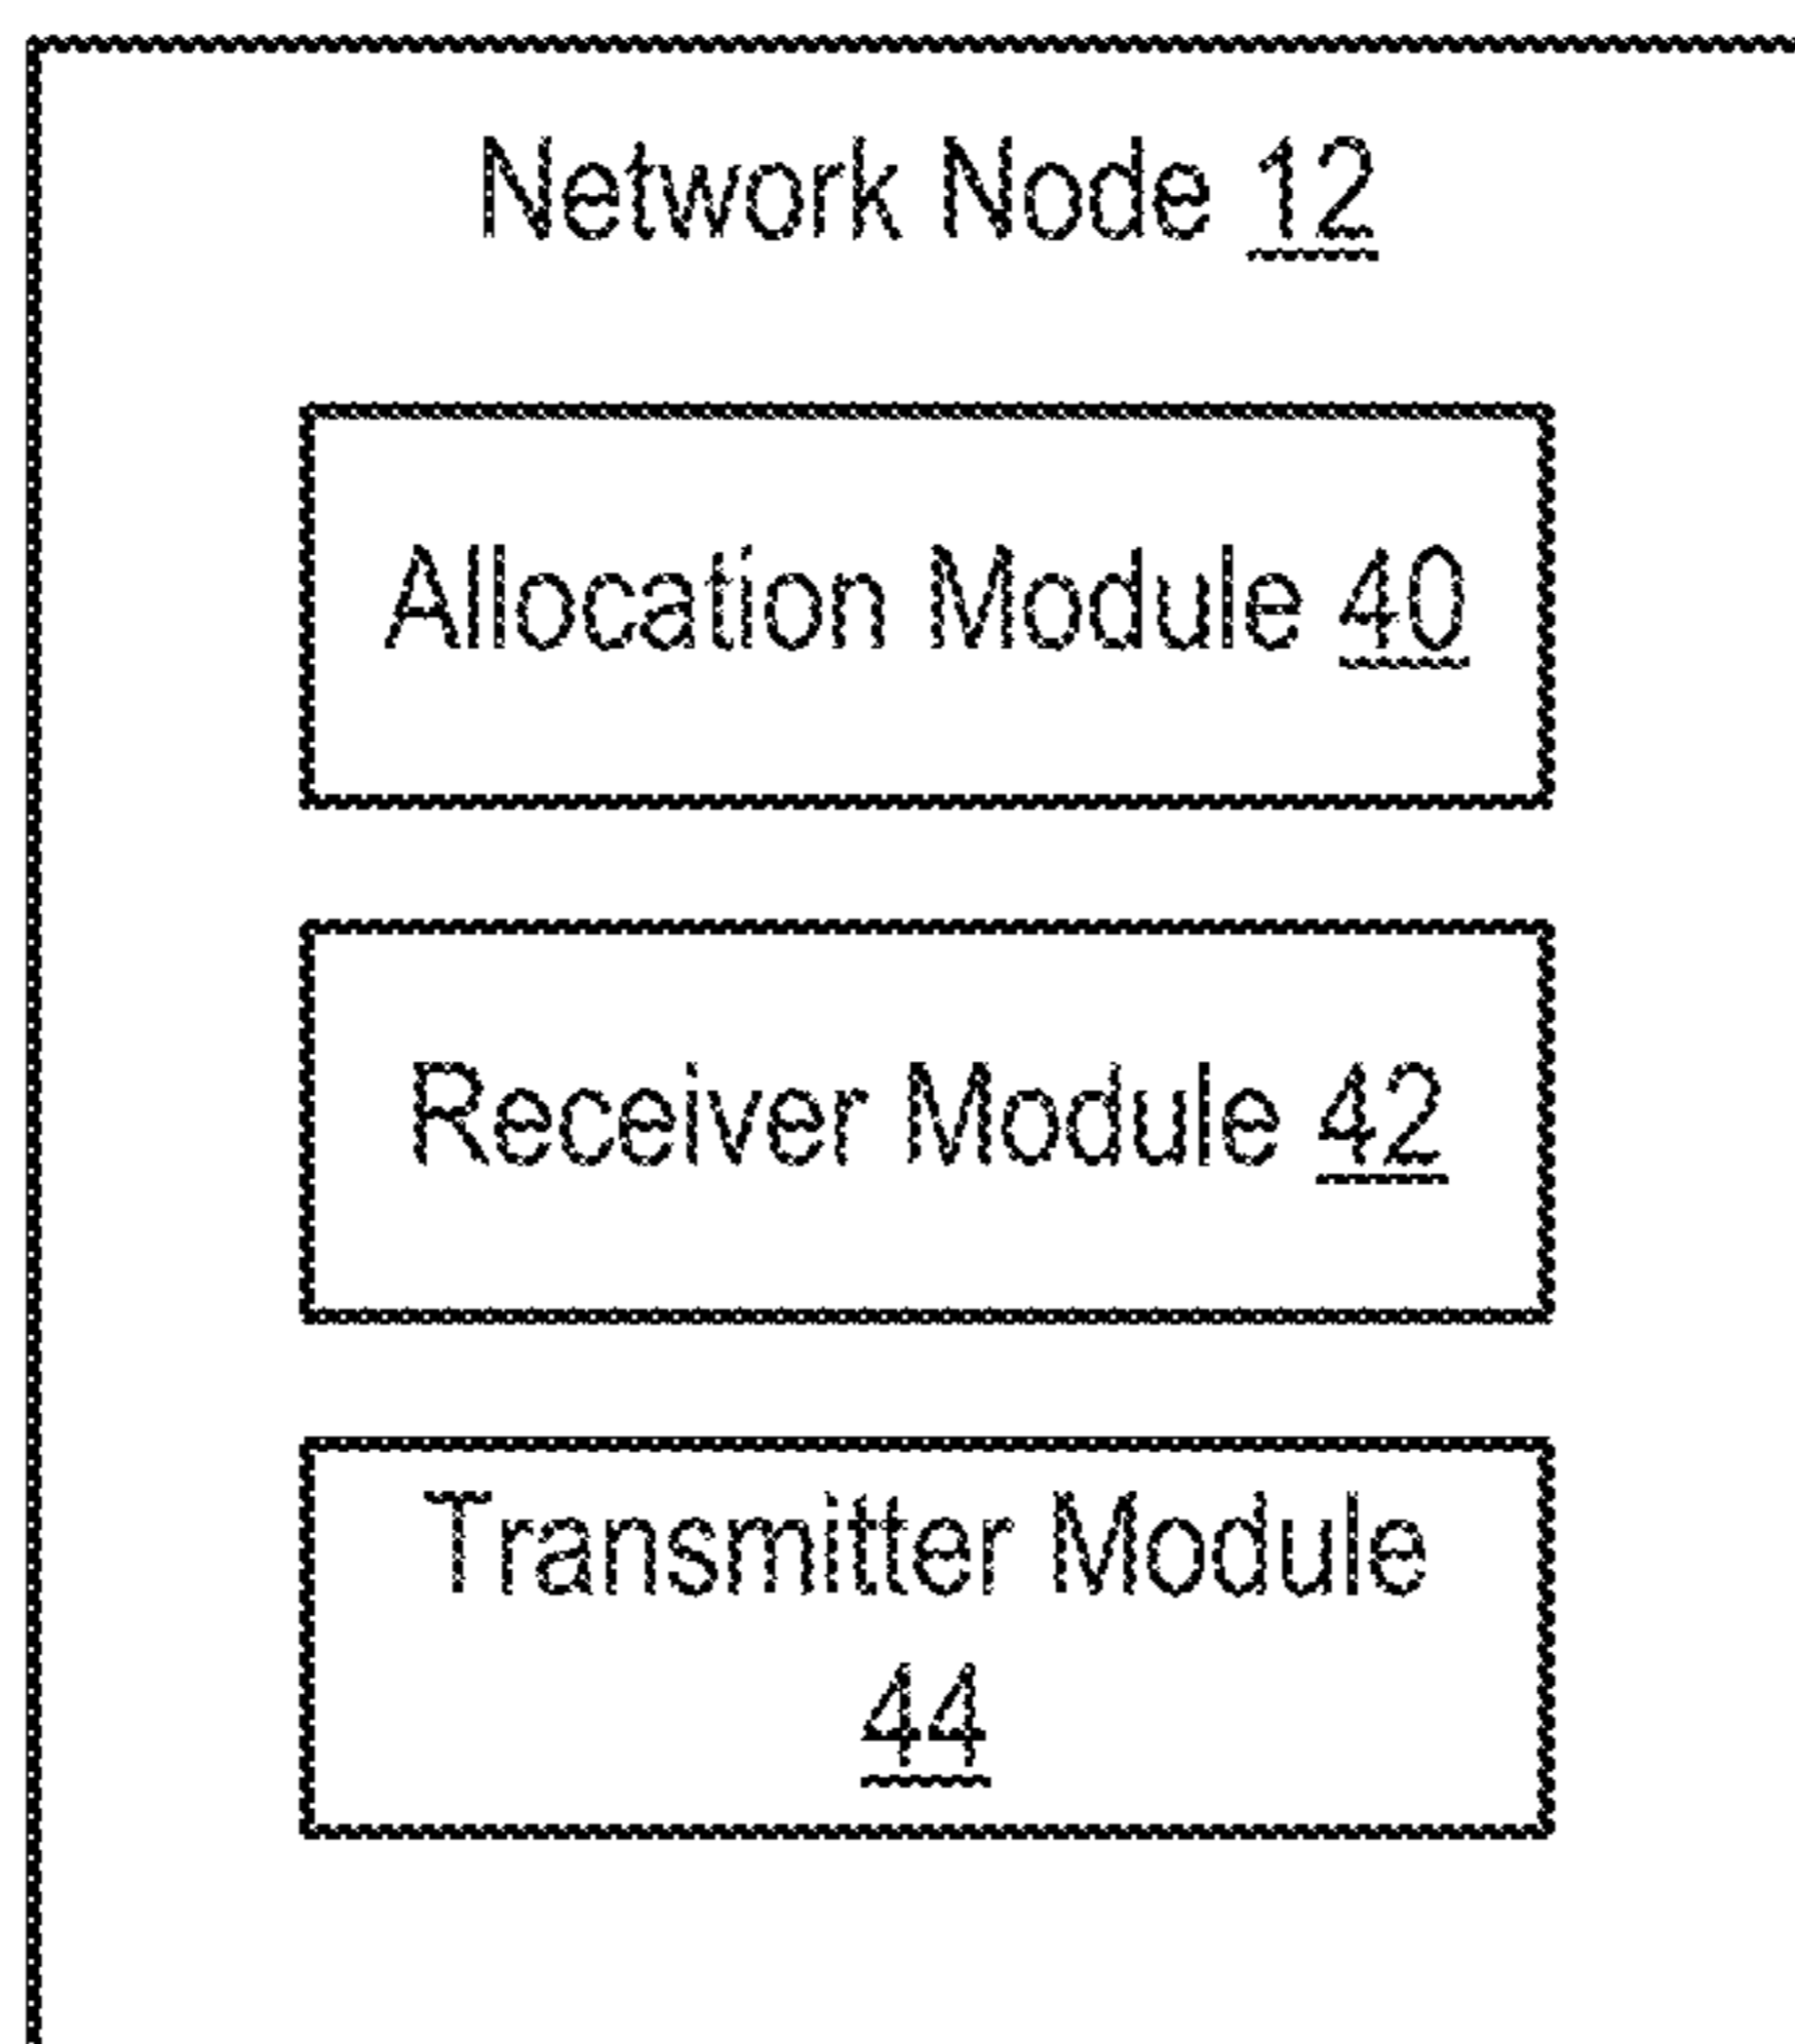 Network Node 12
Allocation Module 40
Receiver Module 42
Transmitter Module
44